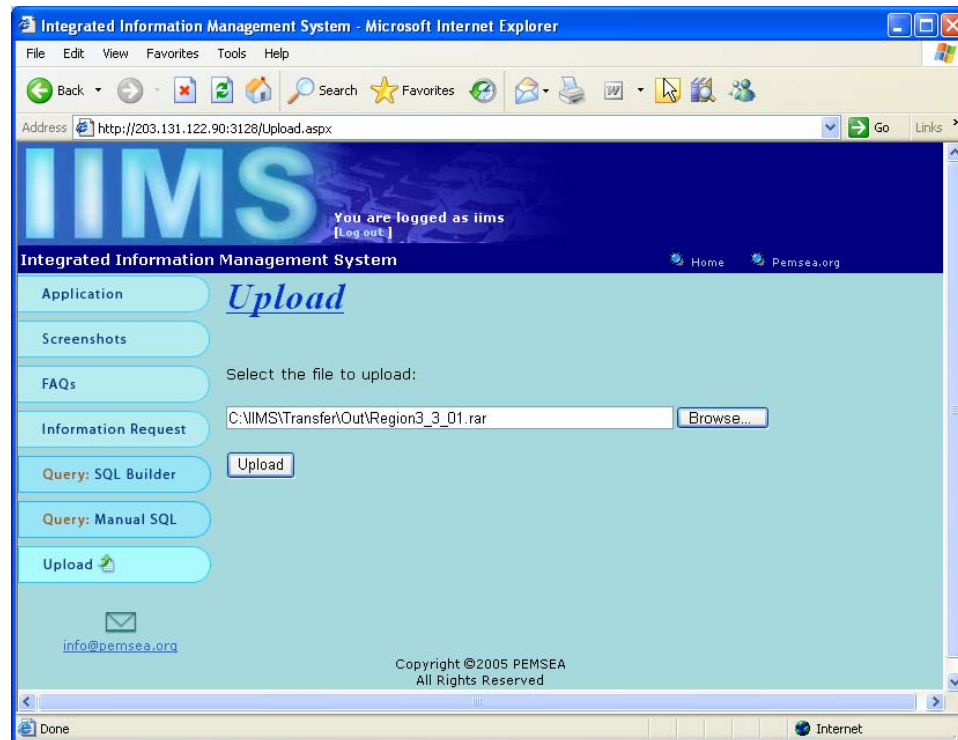 Integrated Information Management System - Microsoft Internet Explorer
File Edit View Favorites Tools Help
Back Search Favorites
Address http://203.131.122.90:3128/Upload.aspx Go Links
IIMS
You are logged as iims
[Log out ]
Integrated Information Management System Home Pemsea.org
Application
Upload
Screenshots
Select the file to upload:
FAQs
C:\IIMS\Transfer\Out\Region3_3_01.rar Browse...
Information Request
Upload
Query: SQL Builder
Query: Manual SQL
Upload
info@pemsea.org
Copyright ©2005 PEMSEA
All Rights Reserved
Done Internet